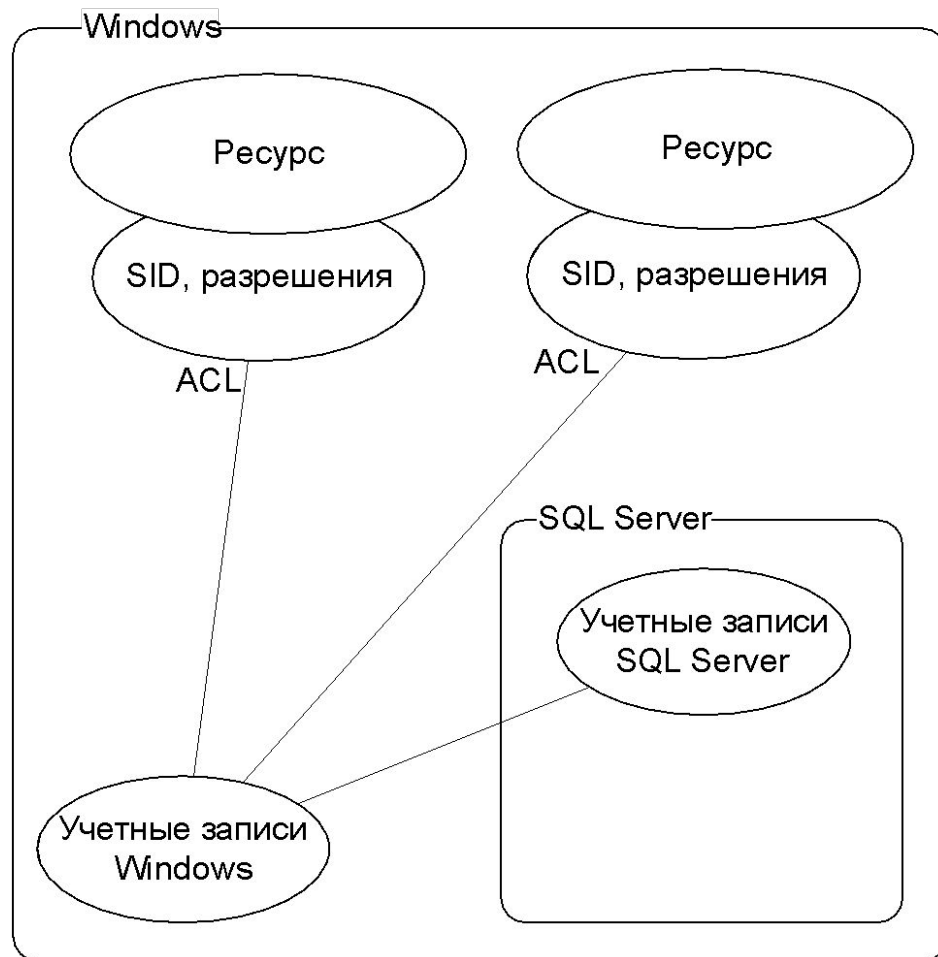 Windows
Ресурс
Ресурс
SID, разрешения
SID, разрешения
ACL
ACL
SQL Server
Учетные записи
SQL Server
Учетные записи
Windows